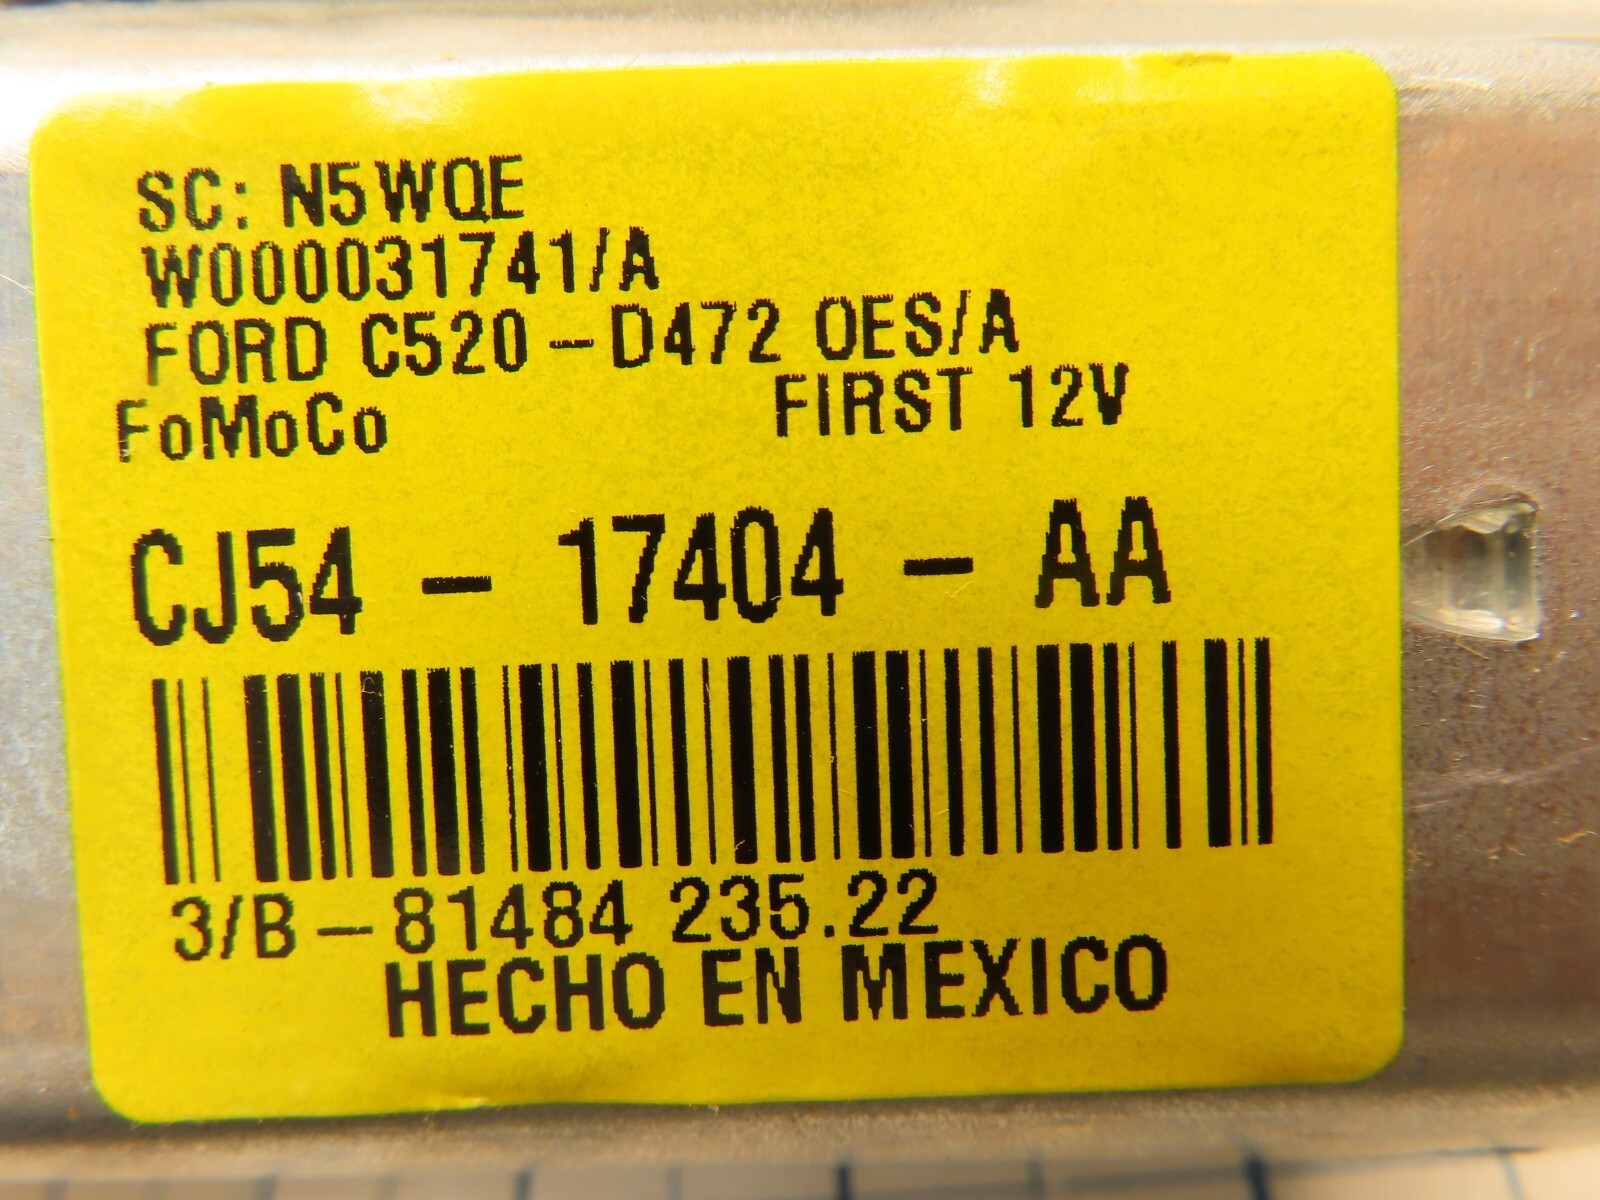 SC: N5WQE
W000031741/A
FORD C520-D472 OES/A
FoMoCo FIRST 12V
CJ54 - 17404 - AA
3/B-81484 235.22
HECHO EN MEXICO